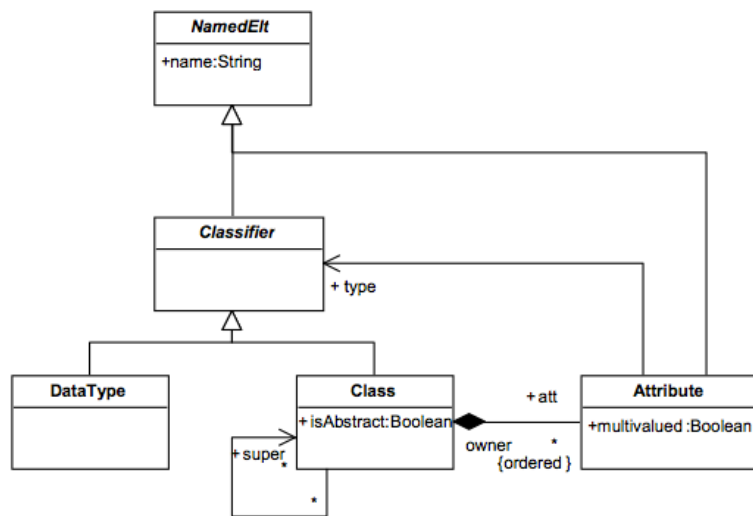 NamedElt
+name:String
Classifier
+ type
DataType
Class
Attribute
+ isAbstract:Boolean
+ att
+multivalued :Boolean
+ super
*
*
owner
*
{ordered }